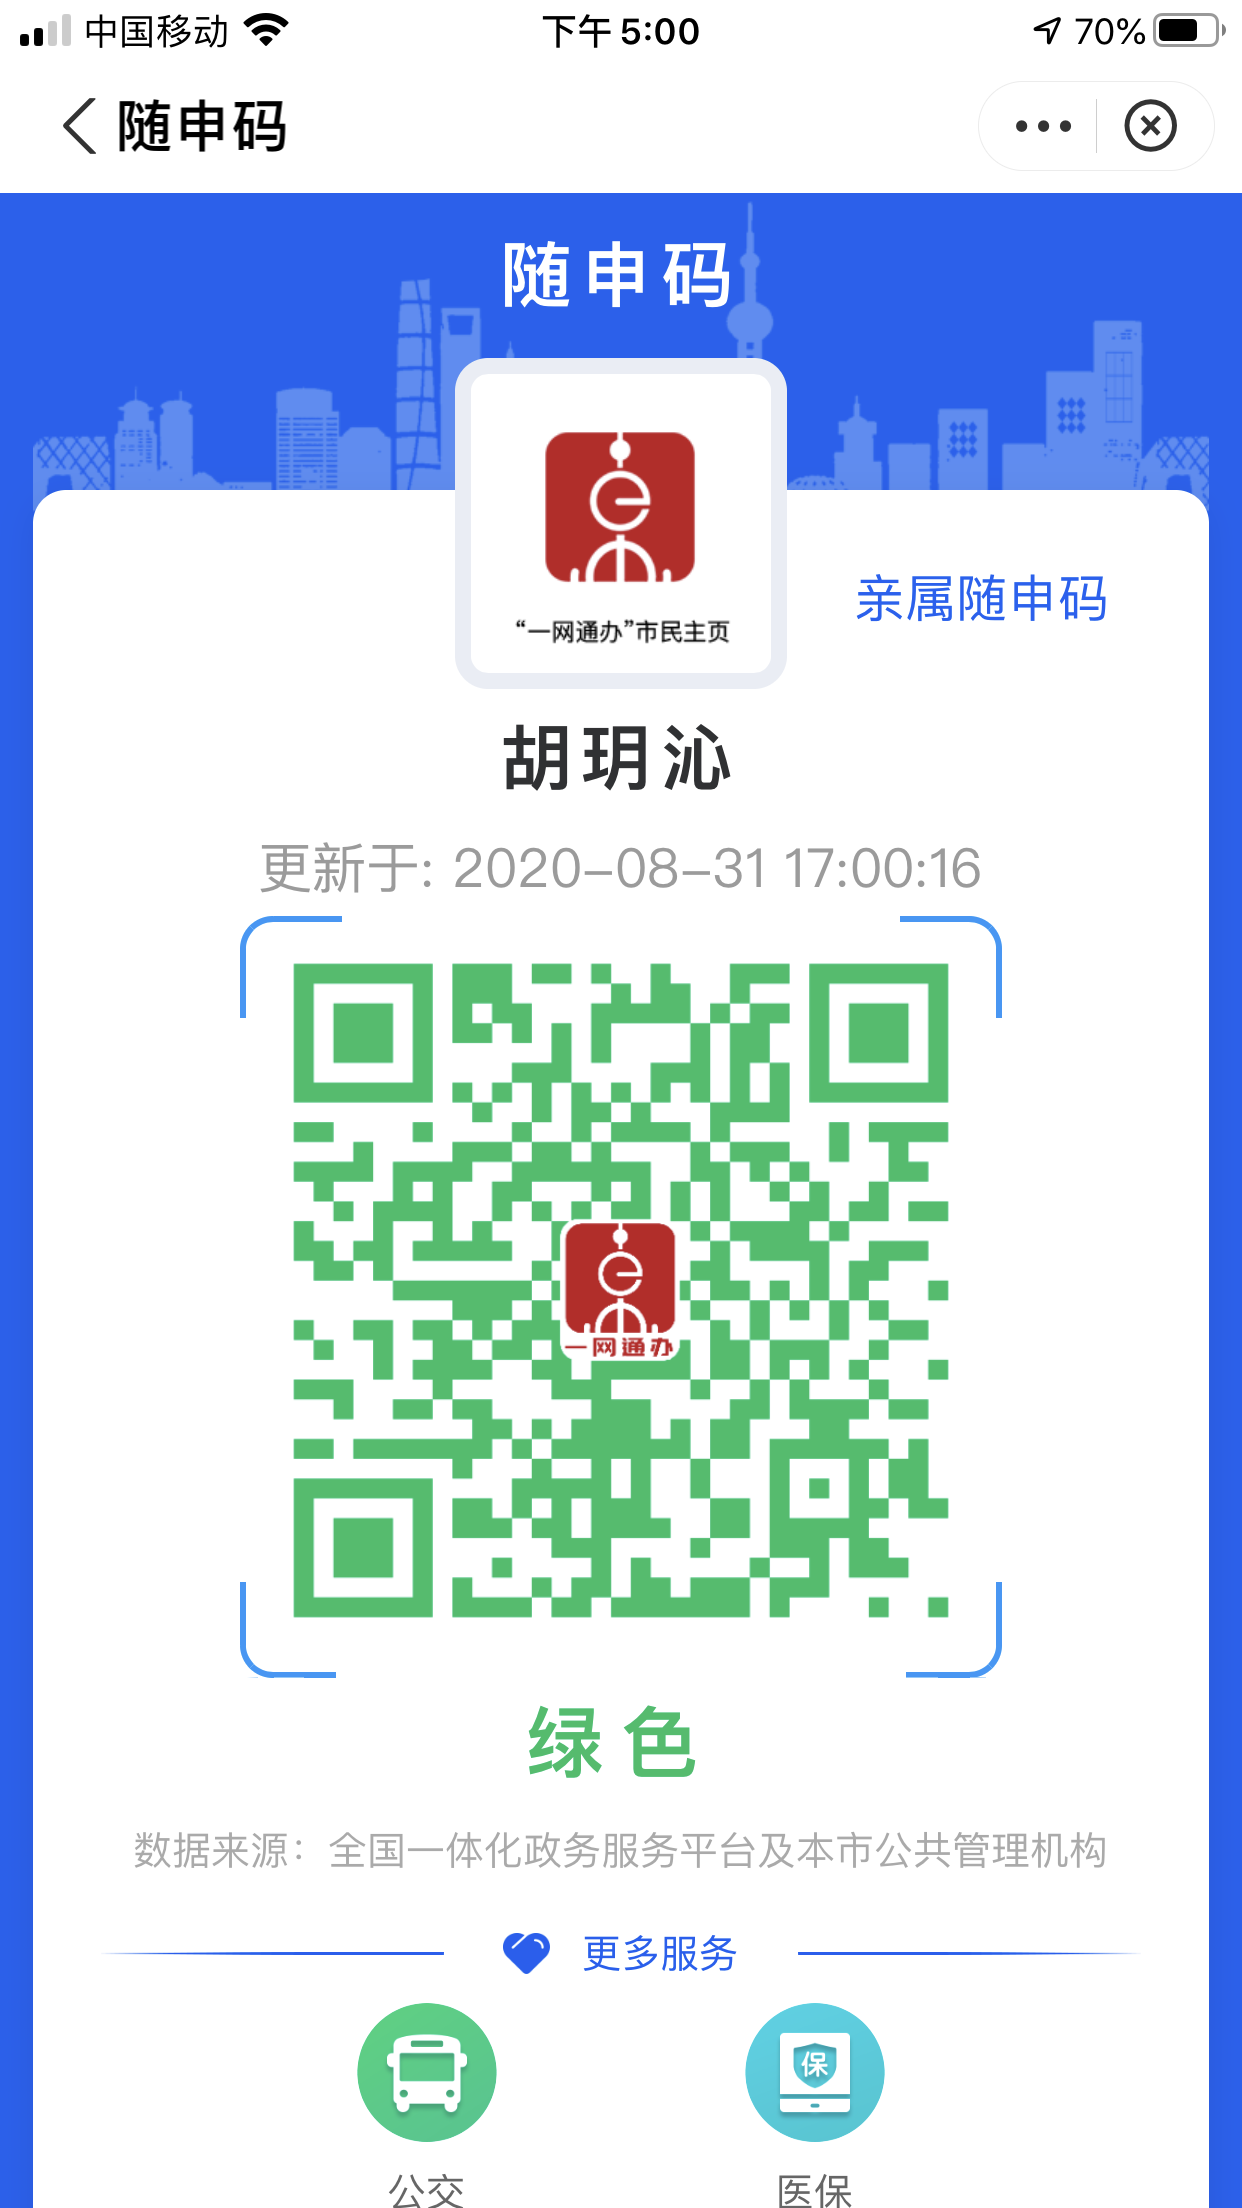 中国移动 下午 5:00 70%
随申码
随申码
“一网通办”市民主页
亲属随申码
胡玥沁
更新于: 2020-08-31 17:00:16
一网通办
绿色
数据来源：全国一体化政务服务平台及本市公共管理机构
更多服务
保
公交 医保